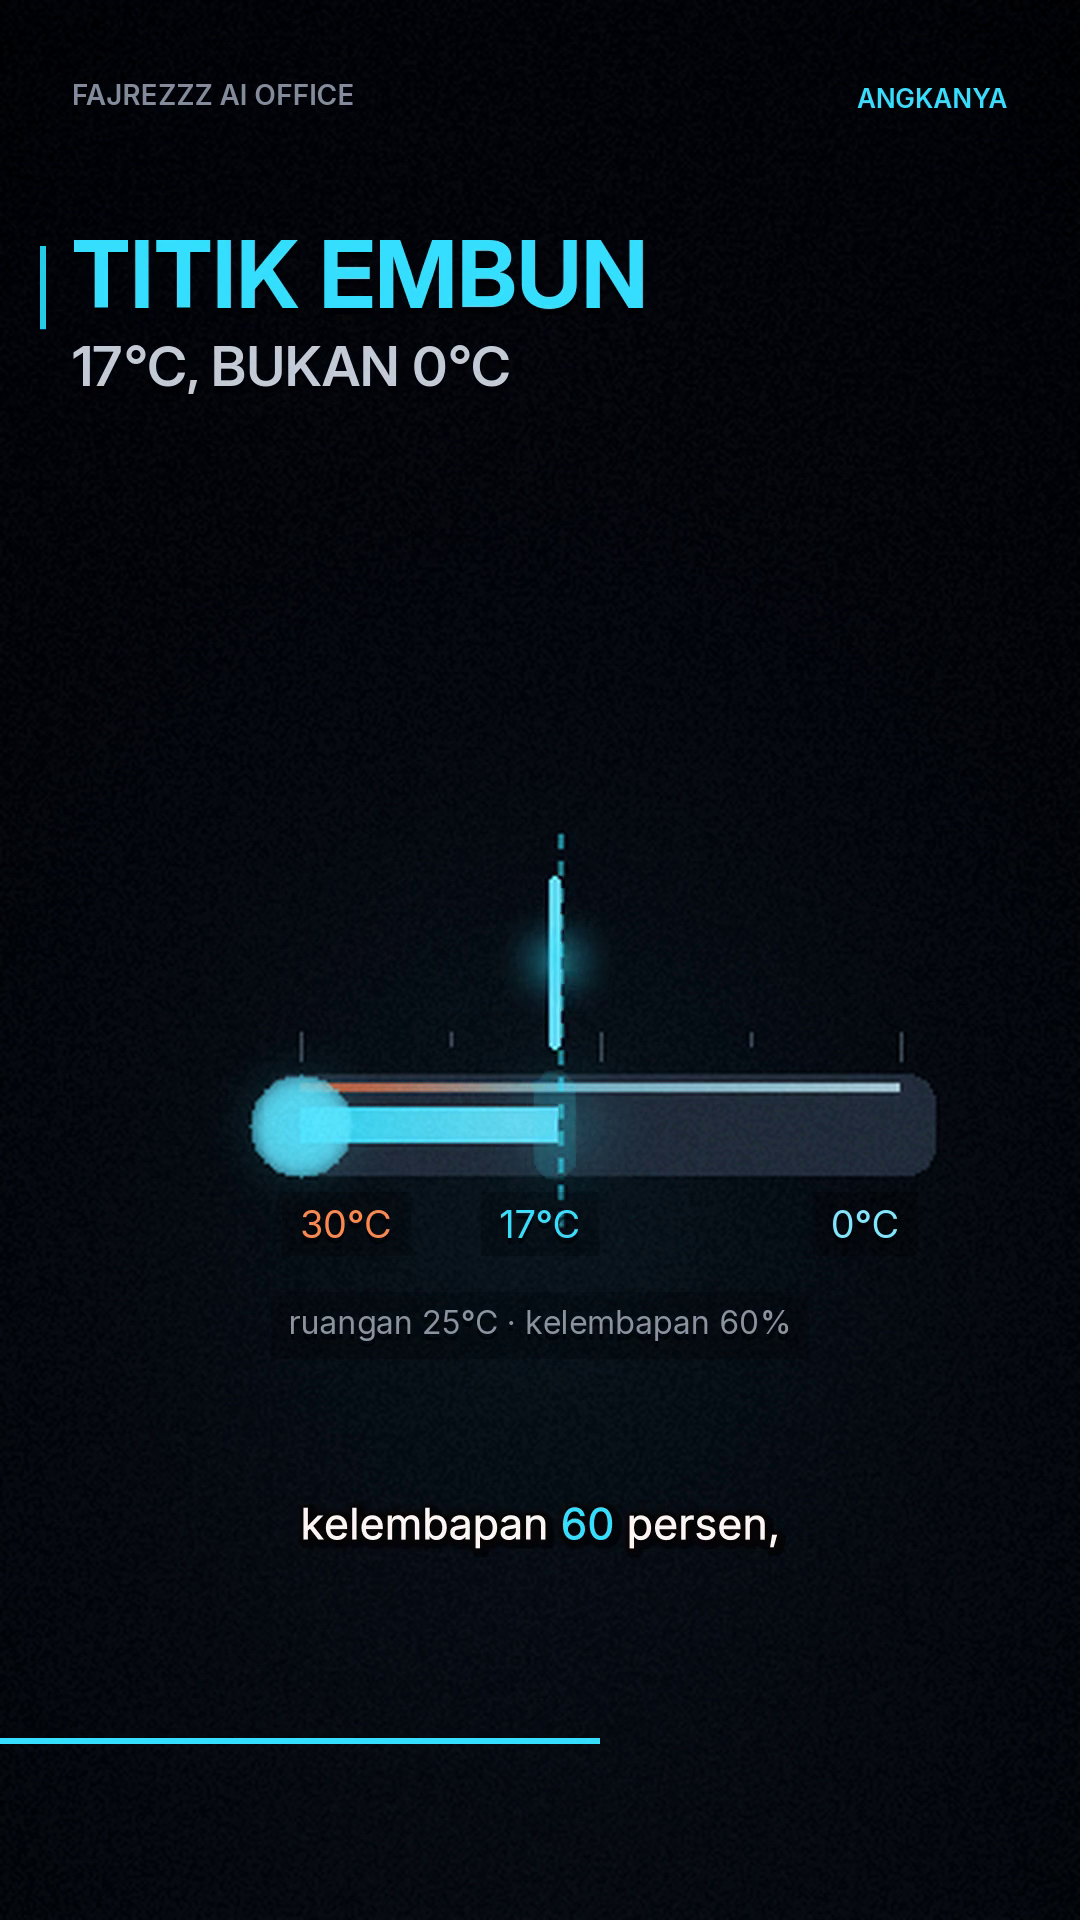 FAJREZZZ AI OFFICE
ANGKANYA
TITIK EMBUN
17°C, BUKAN 0°C
30°C 17°C 0°C
ruangan 25°C · kelembapan 60%
kelembapan 60 persen,